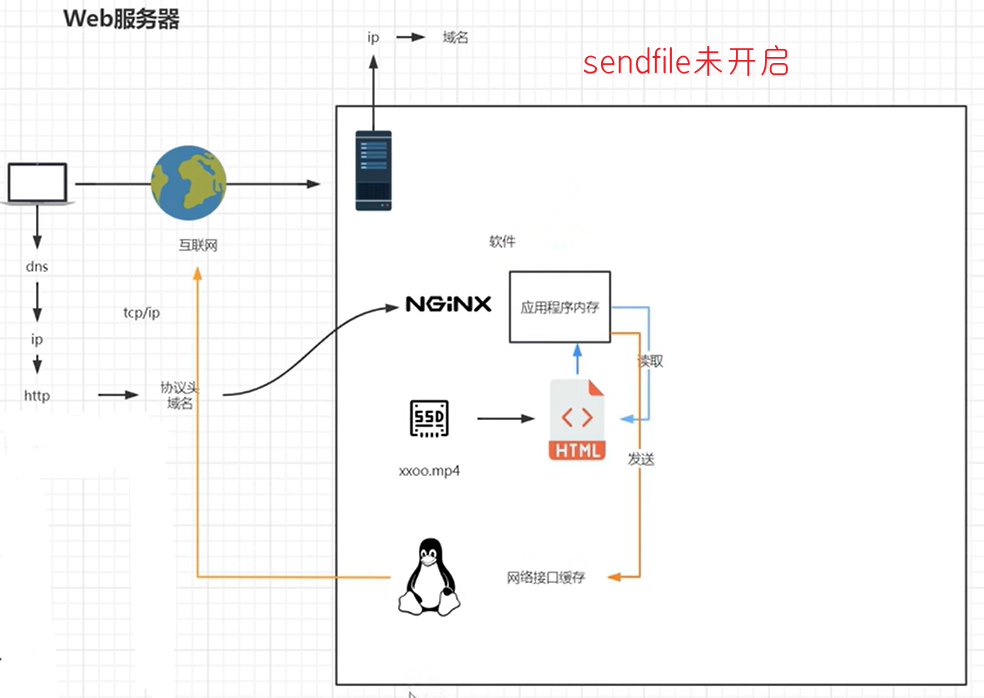 Web服务器
ip
域名
sendfile未开启
互联网
dns
软件
NGINX
应用程序内存
tcp/ip
ip
读取
http
协议头
域名
SSD
HTML
xxoo.mp4
发送
网络接口缓存